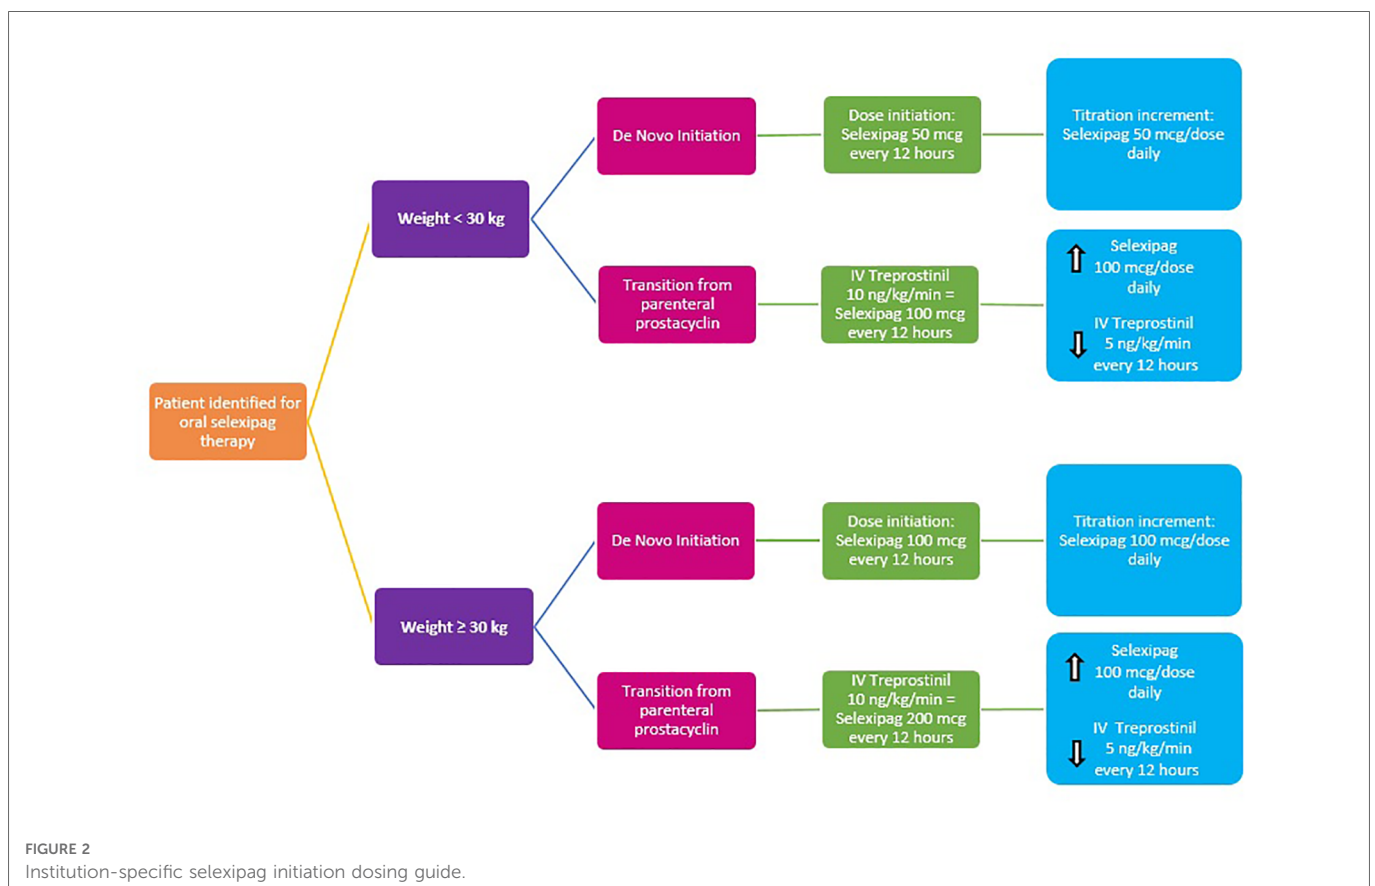 Patient identified for
oral selexipag
therapy
Weight < 30 kg
De Novo Initiation
Dose initiation:
Selexipag 50 mcg
every 12 hours
Titration increment:
Selexipag 50 mcg/dose
daily
Transition from
parenteral
prostacyclin
IV Treprostinil
10 ng/kg/min =
Selexipag 100 mcg
every 12 hours
Selexipag
100 mcg/dose
daily
IV Treprostinil
5 ng/kg/min
every 12 hours
Weight ≥ 30 kg
De Novo Initiation
Dose initiation:
Selexipag 100 mcg
every 12 hours
Titration increment:
Selexipag 100 mcg/dose
daily
Transition from
parenteral
prostacyclin
IV Treprostinil
10 ng/kg/min =
Selexipag 200 mcg
every 12 hours
Selexipag
100 mcg/dose
daily
IV Treprostinil
5 ng/kg/min
every 12 hours
FIGURE 2
Institution-specific selexipag initiation dosing guide.